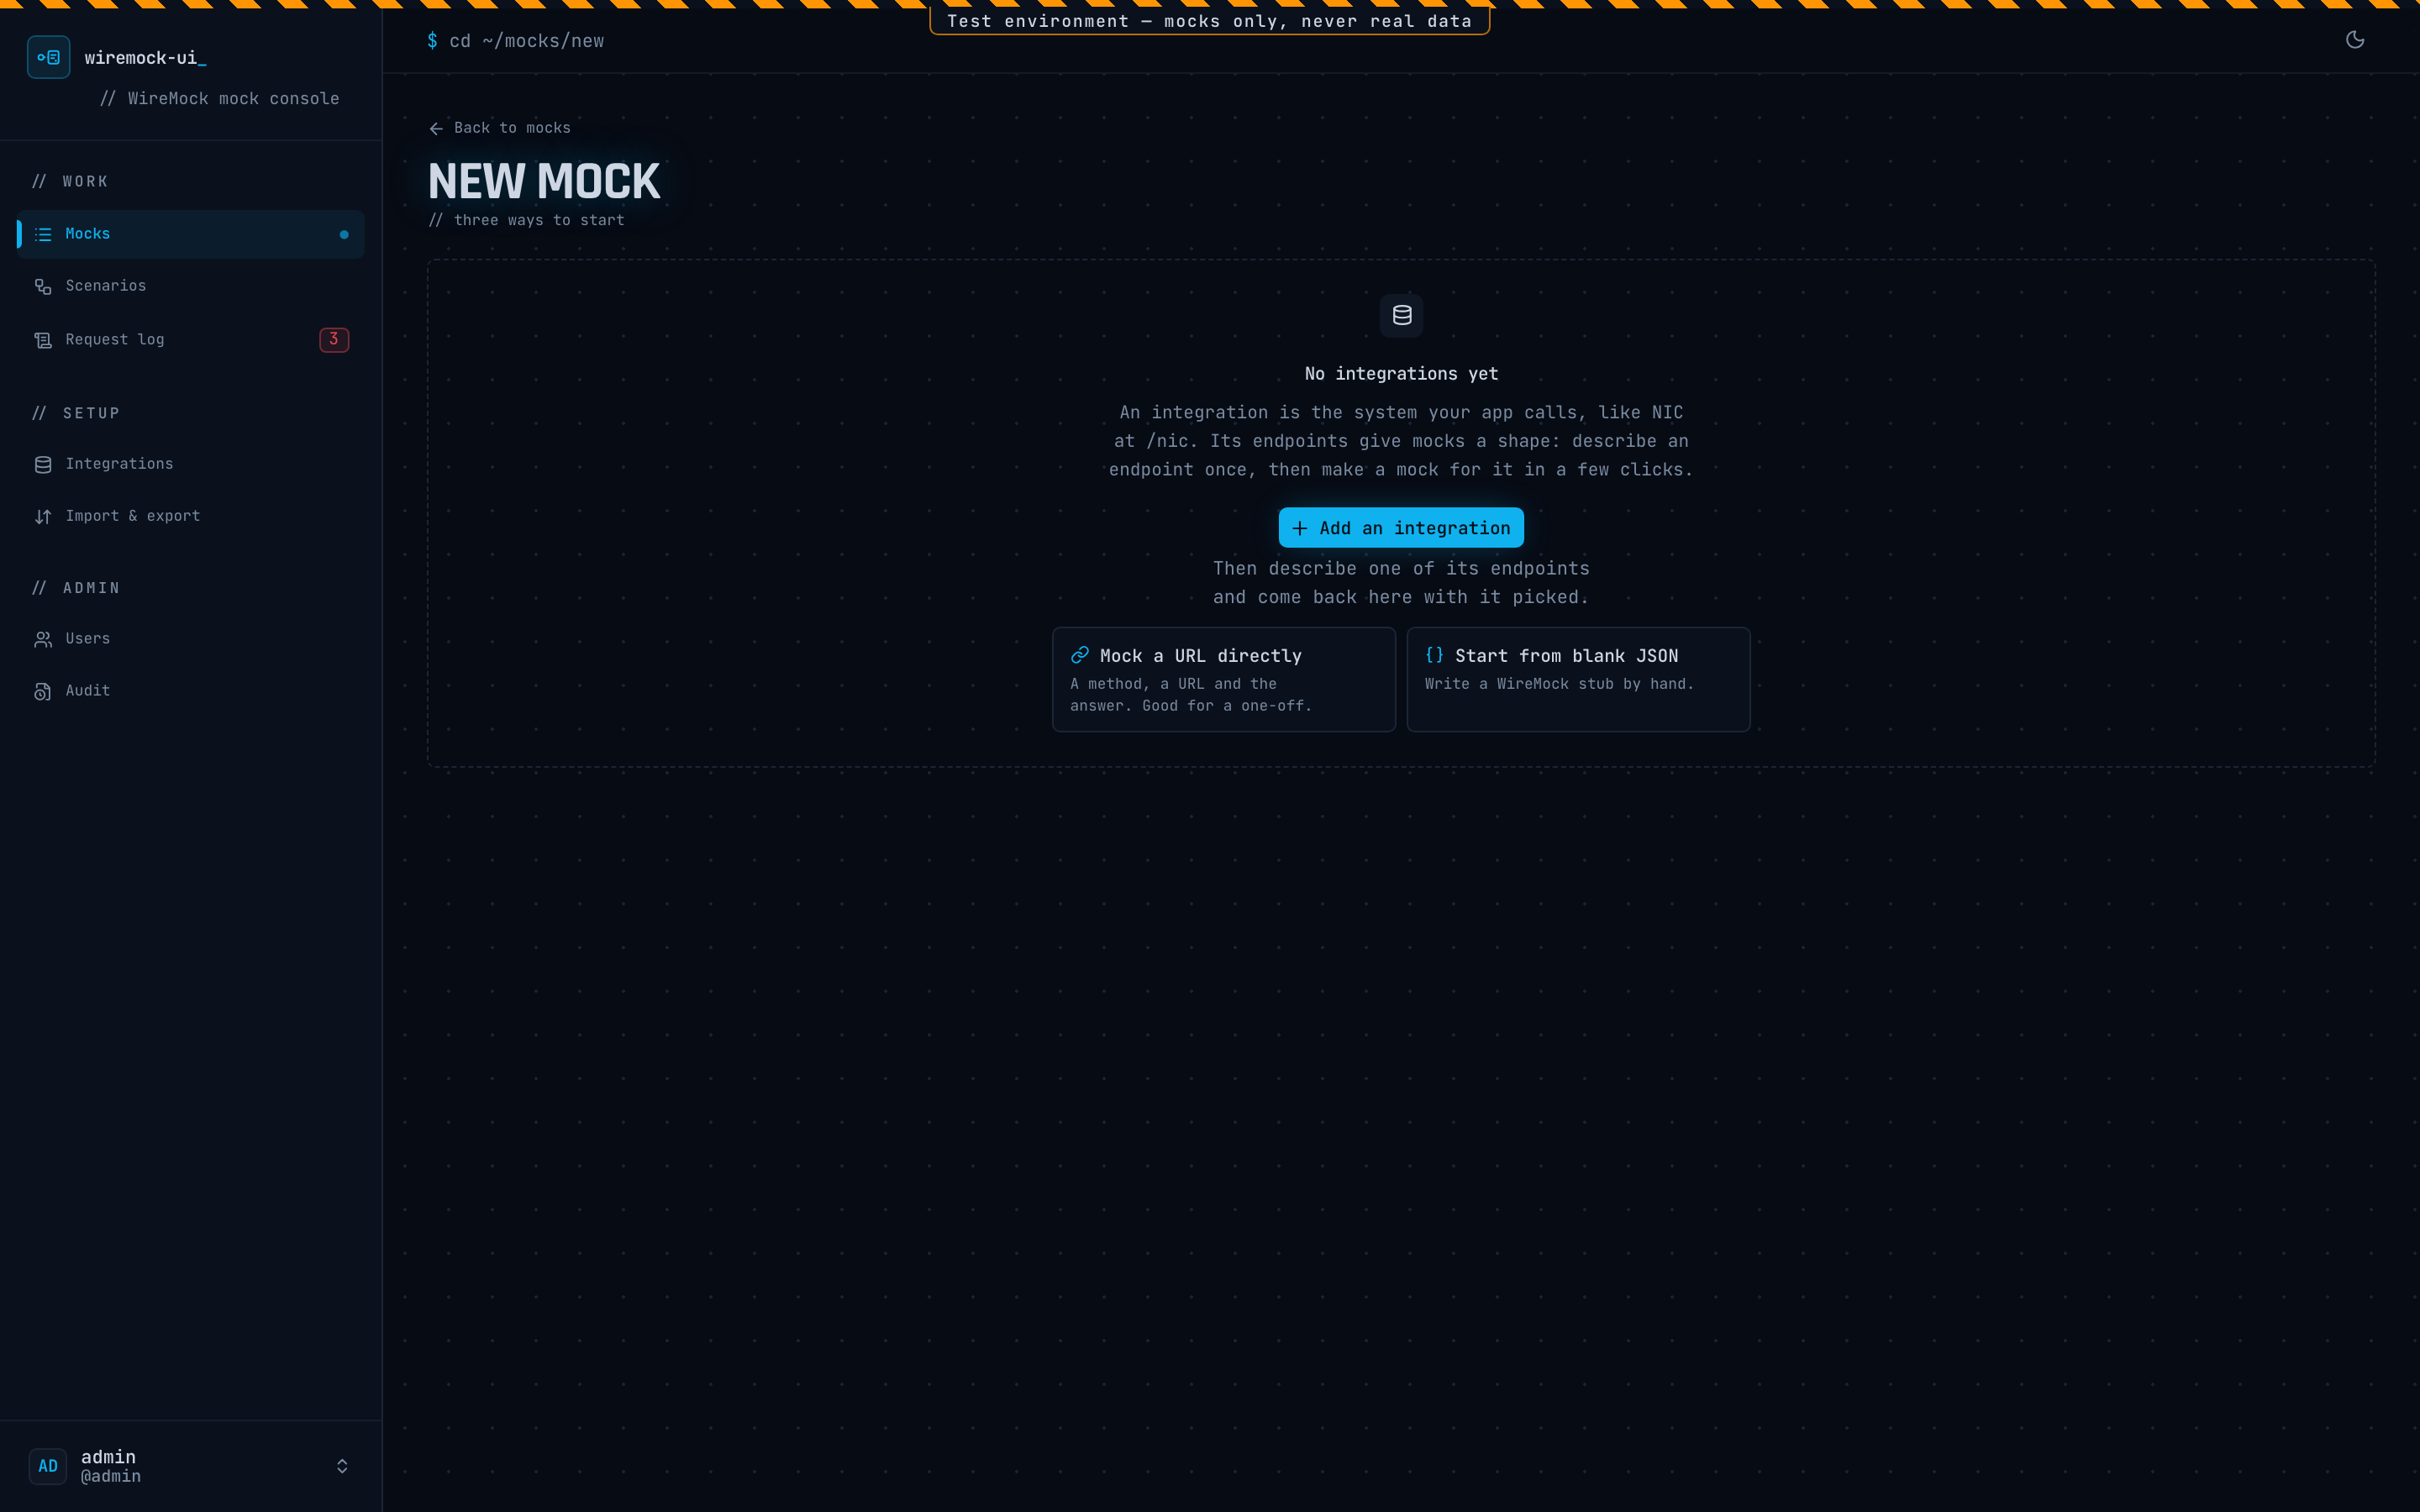 Test environment — mocks only, never real data
wiremock-ui_
// WireMock mock console
$ cd ~/mocks/new
// WORK
Mocks
Scenarios
Request log 3
// SETUP
Integrations
Import & export
// ADMIN
Users
Audit
AD admin
@admin
Back to mocks
NEW MOCK
// three ways to start
No integrations yet
An integration is the system your app calls, like NIC
at /nic. Its endpoints give mocks a shape: describe an
endpoint once, then make a mock for it in a few clicks.
+ Add an integration
Then describe one of its endpoints
and come back here with it picked.
Mock a URL directly
A method, a URL and the
answer. Good for a one-off.
{} Start from blank JSON
Write a WireMock stub by hand.